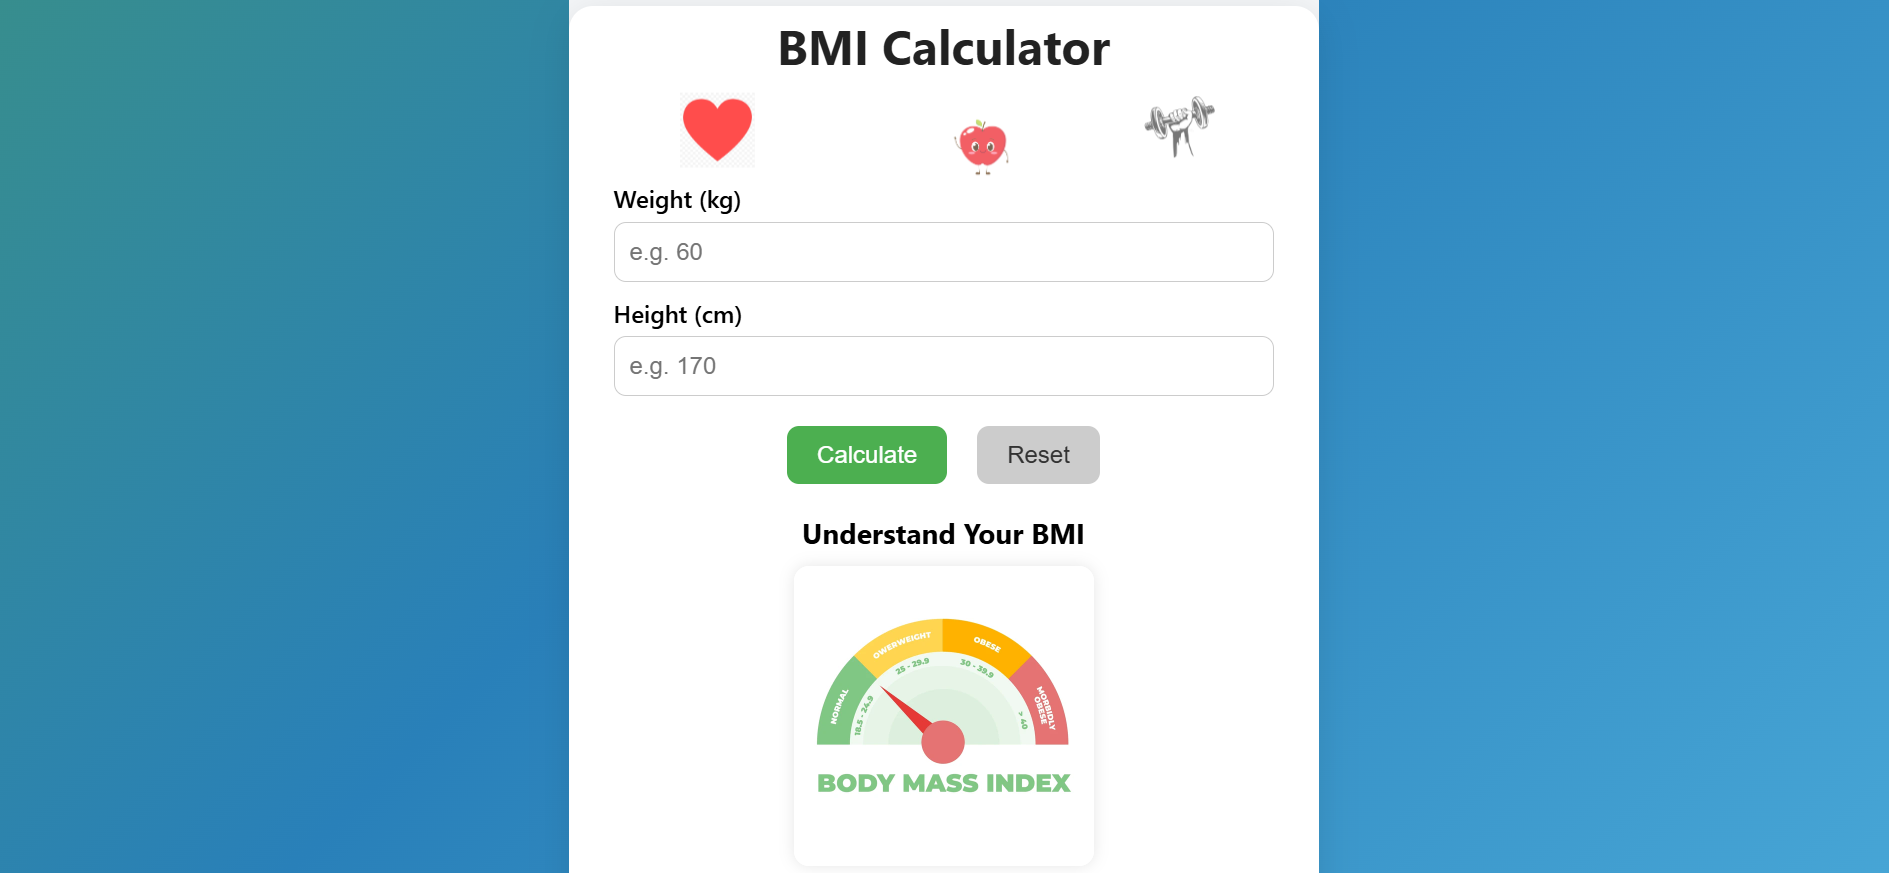 BMI Calculator
Weight (kg)
e.g. 60
Height (cm)
e.g. 170
Calculate
Reset
Understand Your BMI
NORMAL
OWERWEIGHT
OBESE
MORBIDLY
OBESE
18.5 - 24.9
25 - 29.9
30 - 39.9
> 40
BODY MASS INDEX